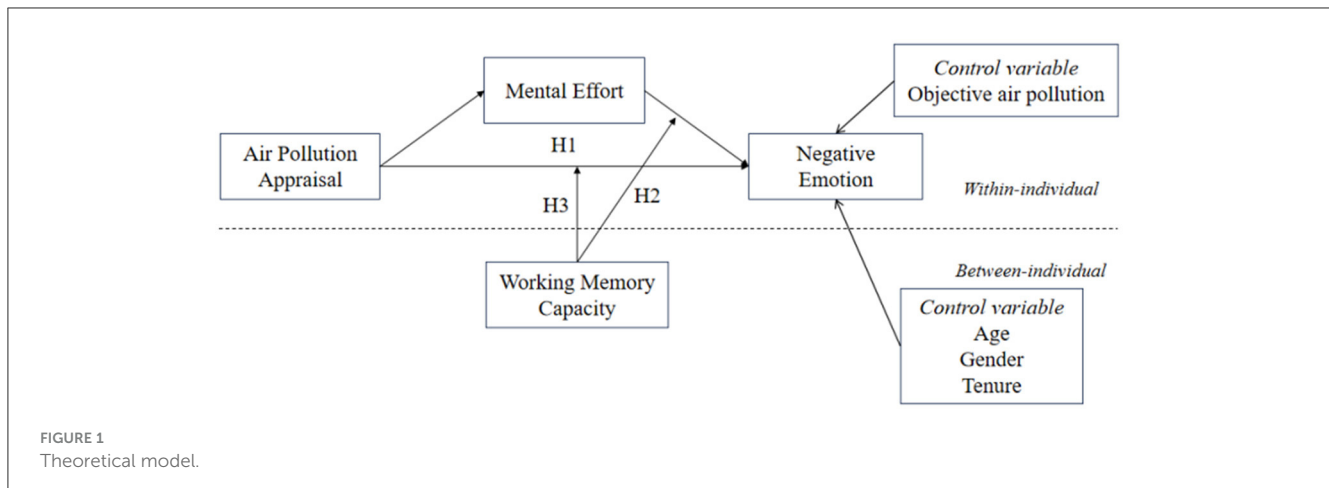 Control variable
Objective air pollution
Mental Effort
H1
Air Pollution
Appraisal
Negative
Emotion
Within-individual
H3
H2
Between-individual
Working Memory
Capacity
Control variable
Age
Gender
Tenure
FIGURE 1
Theoretical model.